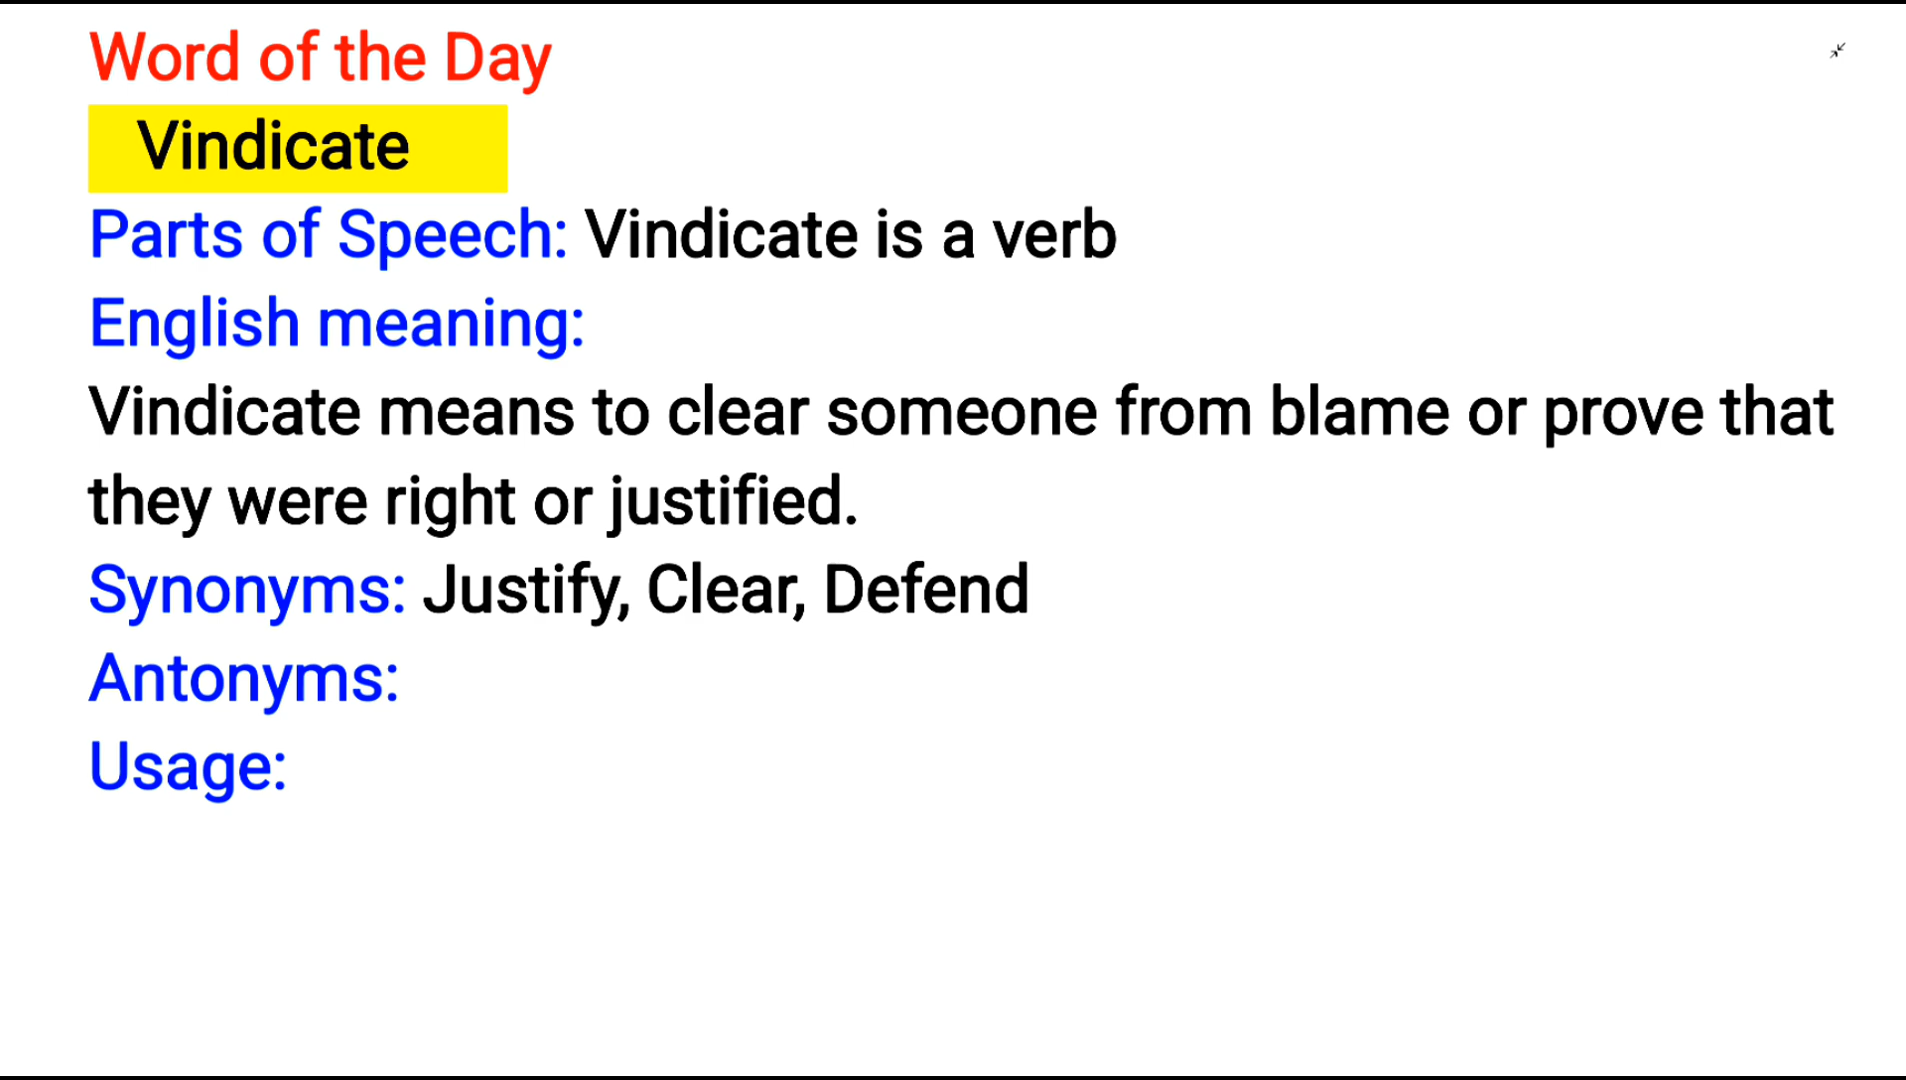 Word of the Day
Vindicate
Parts of Speech: Vindicate is a verb
English meaning:
Vindicate means to clear someone from blame or prove that
they were right or justified.
Synonyms: Justify, Clear, Defend
Antonyms:
Usage: